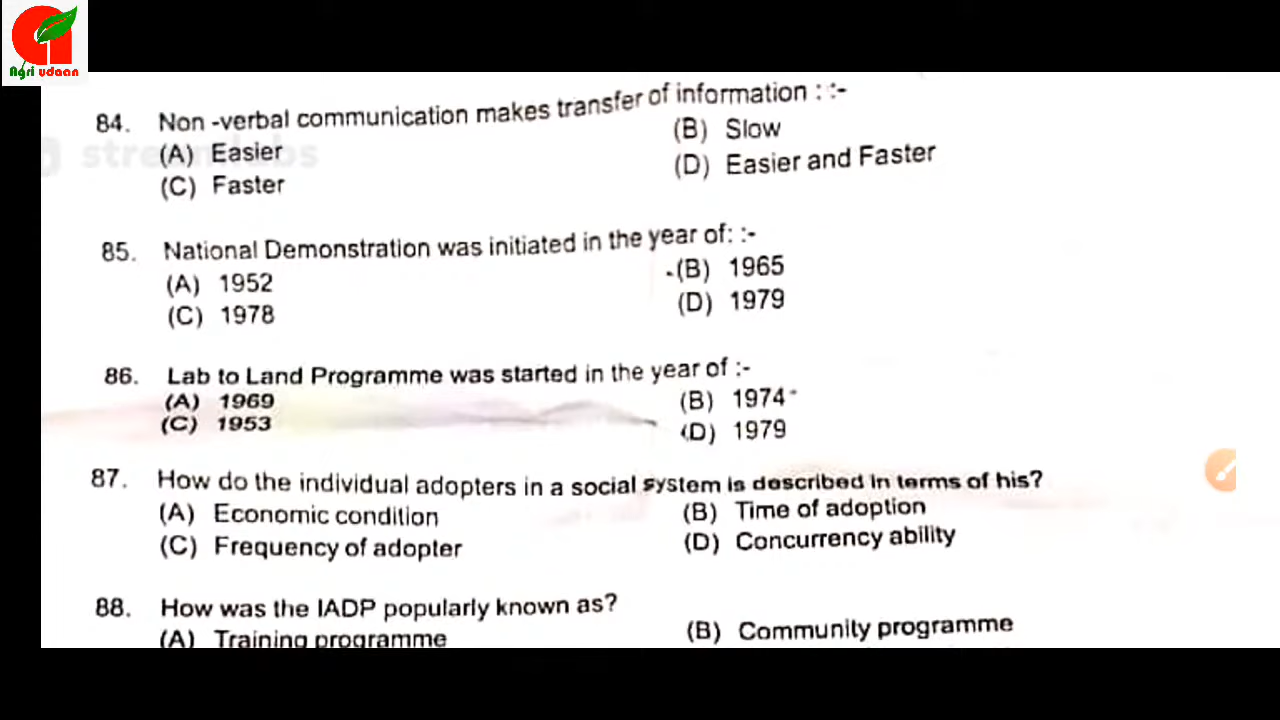 Agri udaan
84. Non -verbal communication makes transfer of information : :-
(A) Easier (B) Slow
(C) Faster (D) Easier and Faster
streamlabs
85. National Demonstration was initiated in the year of: :-
(A) 1952 (B) 1965
(C) 1978 (D) 1979
86. Lab to Land Programme was started in the year of :-
(A) 1969 (B) 1974
(C) 1953 (D) 1979
87. How do the individual adopters in a social system is described in terms of his?
(A) Economic condition (B) Time of adoption
(C) Frequency of adopter (D) Concurrency ability
88. How was the IADP popularly known as?
(A) Training programme (B) Community programme